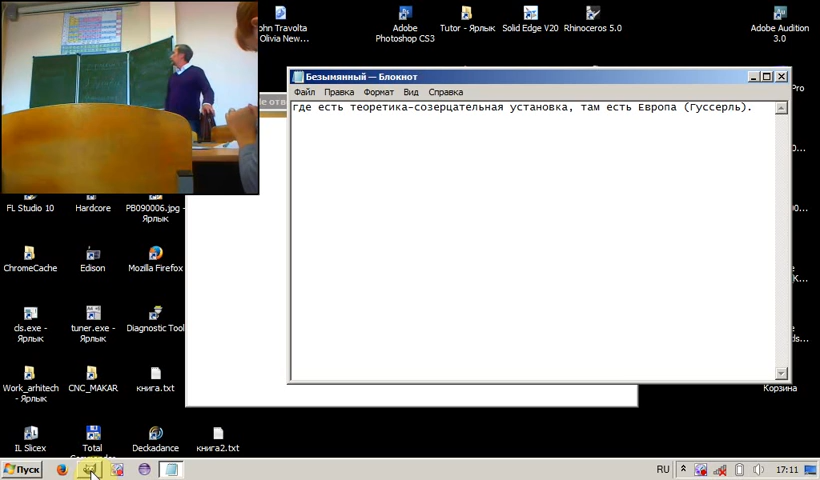 ohn Travolta
Olivia New...
Adobe
Photoshop CS3
Tutor - Ярлык
Solid Edge V20
Rhinoceros 5.0
Adobe Audition
3.0
Безымянный — Блокнот
Файл Правка Формат Вид Справка
где есть теоретика-созерцательная установка, там есть Европа (Гуссерль).
FL Studio 10
Hardcore
PB090006.jpg -
Ярлык
ChromeCache
Edison
Mozilla Firefox
cls.exe -
Ярлык
tuner.exe -
Ярлык
Diagnostic Tool
Work_arhitech
- Ярлык
CNC_MAKAR
книга.txt
Корзина
IL Slicex
Total
Deckadance
книга2.txt
Пуск
RU
17:11